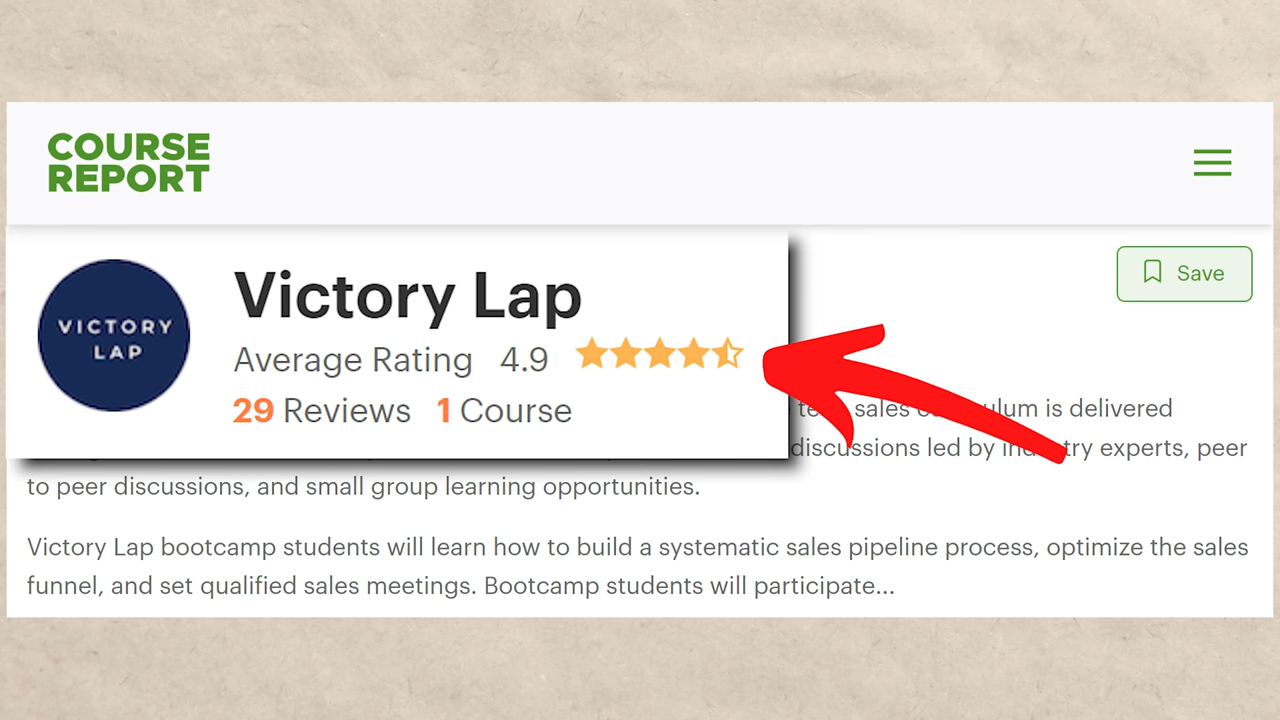 COURSE
REPORT
Save
VICTORY
LAP
Victory Lap
Average Rating 4.9
29 Reviews 1 Course
sales is delivered
discussions led by experts, peer
to peer discussions, and small group learning opportunities.
Victory Lap bootcamp students will learn how to build a systematic sales pipeline process, optimize the sales
funnel, and set qualified sales meetings. Bootcamp students will participate...